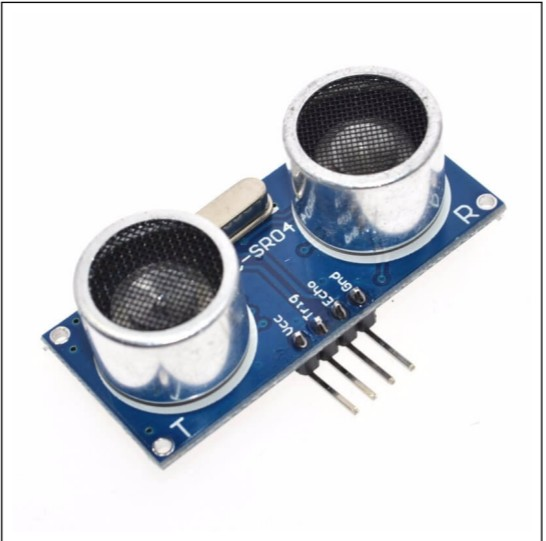 -SR04
R
Vcc
Trig
Echo
Gnd
T